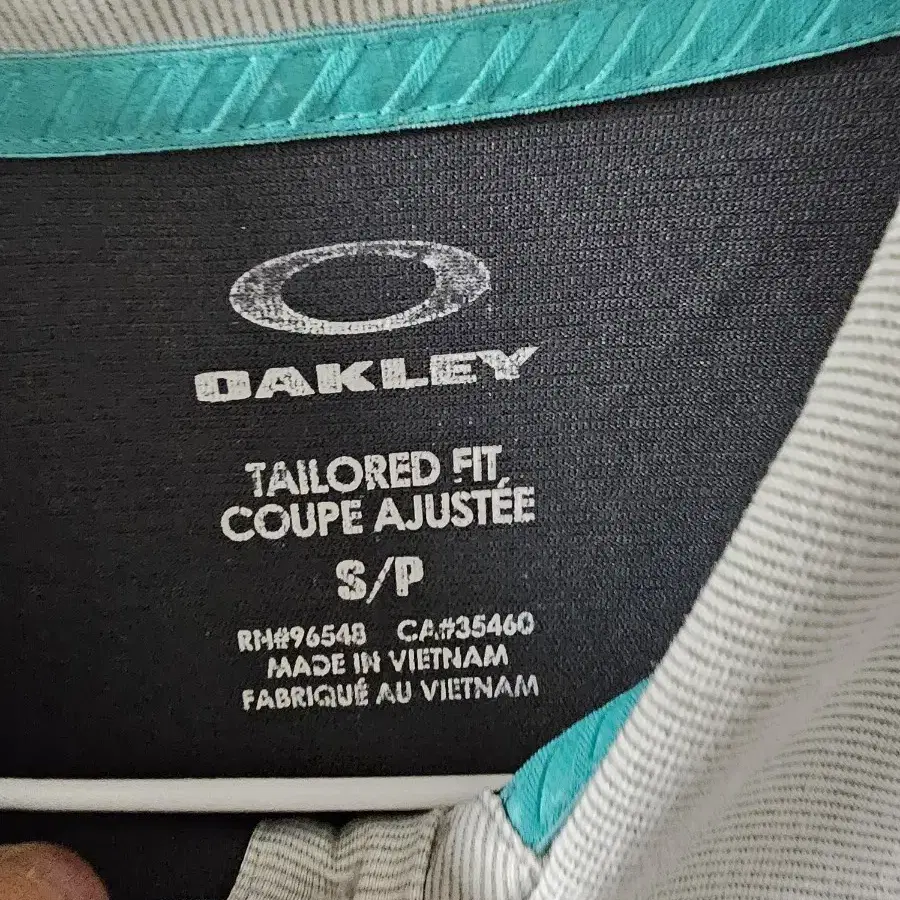 OAKLEY
TAILORED FIT
COUPE AJUSTÉE
S/P
RN#96548 CA#35460
MADE IN VIETNAM
FABRIQUÉ AU VIETNAM